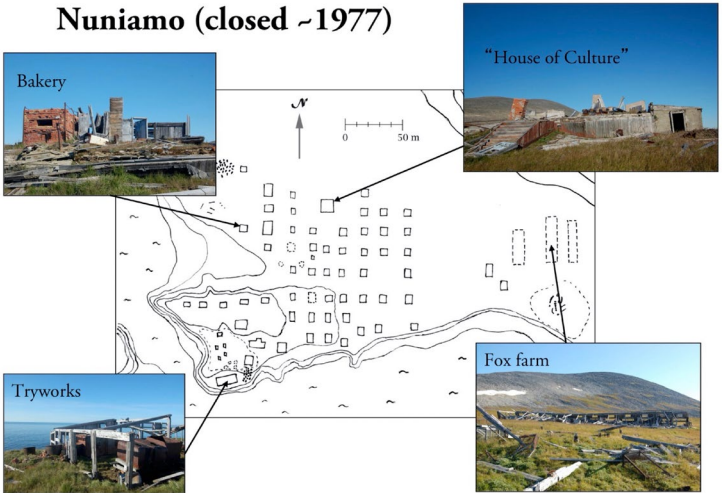 Nuniamo (closed ~1977)
Bakery
“House of Culture”
N
0
50 m
Tryworks
Fox farm